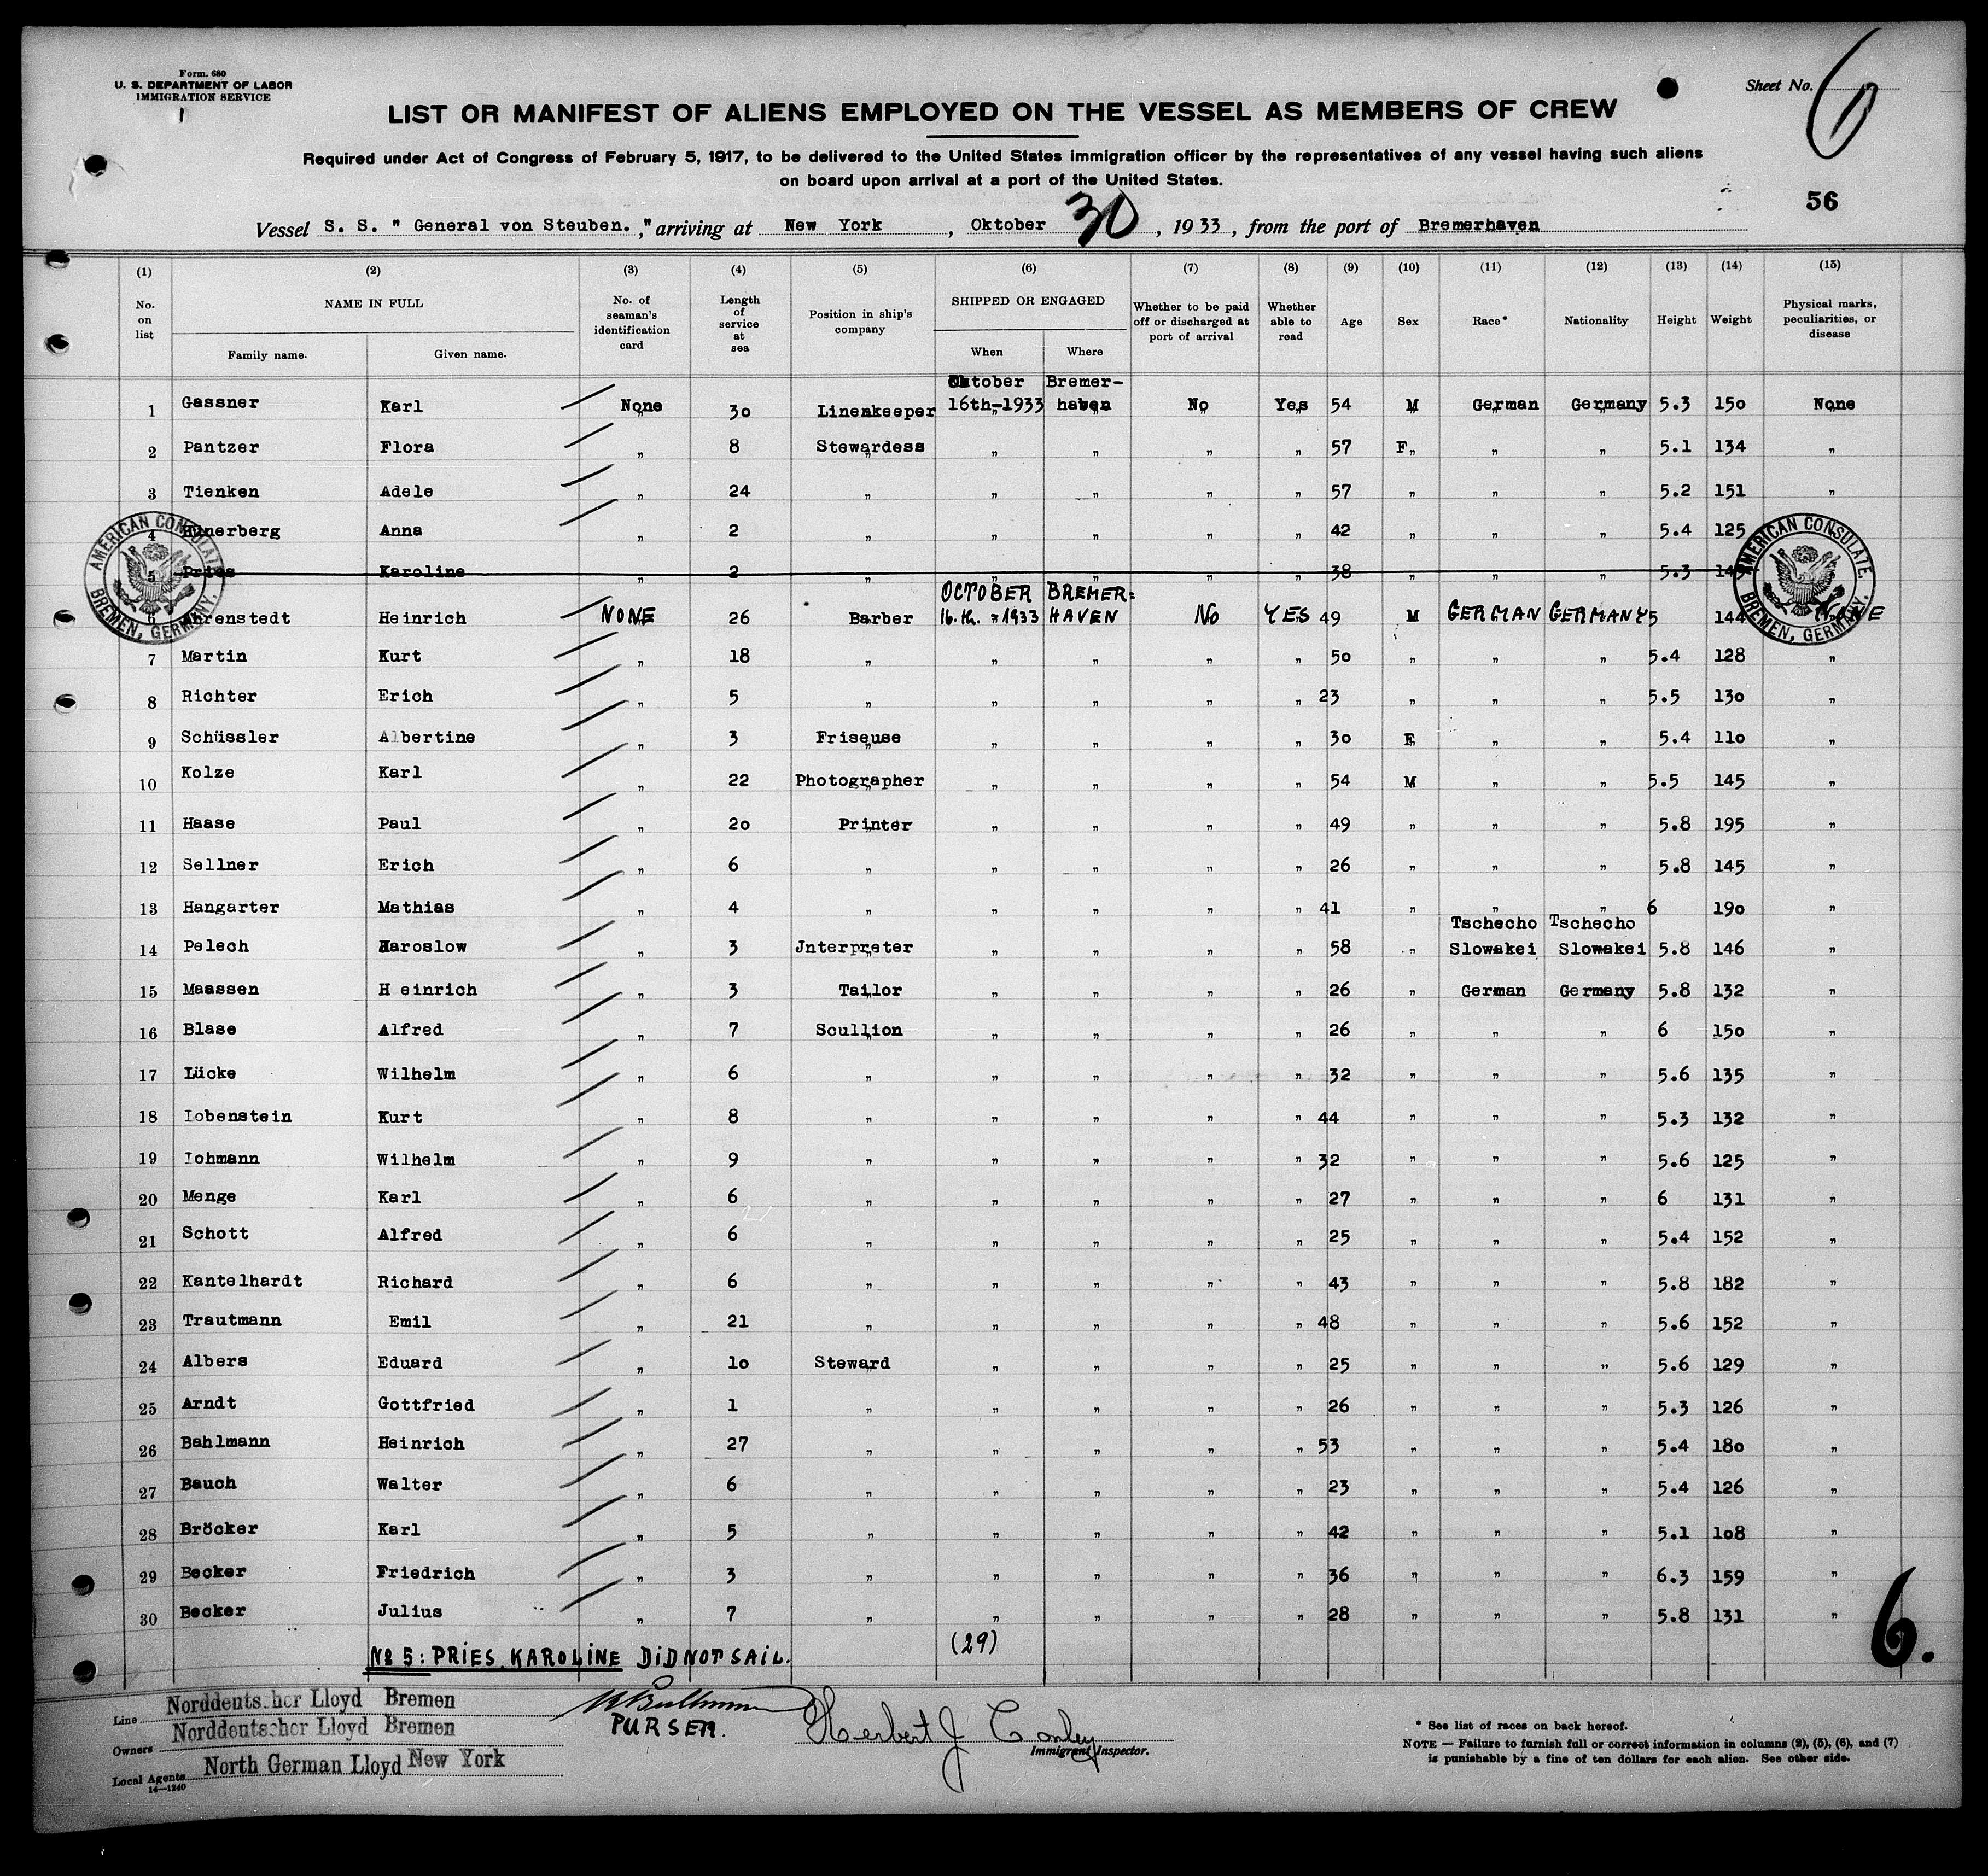 Form. 680
U. S. DEPARTMENT OF LABOR
IMMIGRATION SERVICE
Sheet No. 6
LIST OR MANIFEST OF ALIENS EMPLOYED ON THE VESSEL AS MEMBERS OF CREW
Required under Act of Congress of February 5, 1917, to be delivered to the United States immigration officer by the representatives of any vessel having such aliens
on board upon arrival at a port of the United States.
56
Vessel S. S. " General von Steuben. ," arriving at New York , Oktober 30 , 1933 , from the port of Bremerhaven
(1) (2) (3) (4) (5) (6) (7) (8) (9) (10) (11) (12) (13) (14) (15)
No. on list NAME IN FULL Family name. Given name. No. of seaman's identification card Length of service at sea Position in ship's company SHIPPED OR ENGAGED When Where Whether to be paid off or discharged at port of arrival Whether able to read Age Sex Race* Nationality Height Weight Physical marks, peculiarities, or disease
Oktober Bremer-
1 Gassner Karl None 30 Linenkeeper 16th-1933 haven No Yes 54 M German Germany 5.3 150 None
2 Pantzer Flora " 8 Stewardess " " " " 57 F " " 5.1 134 "
3 Tienken Adele " 24 " " " " " 57 " " " 5.2 151 "
4 Anna " 2 " " " " " 42 " " " 5.4 125
5 Pries Karoline " 2 " " " " " 38 " " " 5.3
OCTOBER BREMER=
6 Ahrenstedt Heinrich NONE 26 Barber 16.th.=1933 HAVEN No YES 49 M GERMAN GERMANY 5 144 NONE
7 Martin Kurt " 18 " " " " " 50 " " " 5.4 128 "
8 Richter Erich " 5 " " " " " 23 " " " 5.5 130 "
9 Schüssler Albertine " 3 Friseuse " " " " 30 F " " 5.4 110 "
10 Kolze Karl " 22 Photographer " " " " 54 M " " 5.5 145 "
11 Haase Paul " 20 Printer " " " " 49 " " " 5.8 195 "
12 Sellner Erich " 6 " " " " " 26 " " " 5.8 145 "
13 Hangarter Mathias " 4 " " " " " 41 " " " 6 190 "
Tschecho Tschecho
14 Pelech Jaroslow " 3 Jnterpreter " " " " 58 " Slowakei Slowakei 5.8 146 "
15 Maassen H einrich " 3 Tailor " " " " 26 " German Germany 5.8 132 "
16 Blase Alfred " 7 Scullion " " " " 26 " " " 6 150 "
17 Lücke Wilhelm " 6 " " " " " 32 " " " 5.6 135 "
18 Lobenstein Kurt " 8 " " " " " 44 " " " 5.3 132 "
19 Lohmann Wilhelm " 9 " " " " " 32 " " " 5.6 125 "
20 Menge Karl " 6 " " " " " 27 " " " 6 131 "
21 Schott Alfred " 6 " " " " " 25 " " " 5.4 152 "
22 Kantelhardt Richard " 6 " " " " " 43 " " " 5.8 182 "
23 Trautmann Emil " 21 " " " " " 48 " " " 5.6 152 "
24 Albers Eduard " 10 Steward " " " " 25 " " " 5.6 129 "
25 Arndt Gottfried " 1 " " " " " 26 " " " 5.3 126 "
26 Bahlmann Heinrich " 27 " " " " " 53 " " " 5.4 180 "
27 Bauch Walter " 6 " " " " " 23 " " " 5.4 126 "
28 Bröcker Karl " 5 " " " " " 42 " " " 5.1 108 "
29 Becker Friedrich " 3 " " " " " 36 " " " 6.3 159 "
30 Becker Julius " 7 " " " " " 28 " " " 5.8 131 "
AMERICAN CONSULATE. BREMEN, GERMANY.
AMERICAN CONSULATE. BREMEN, GERMANY.
(29)
No 5: PRIES, KAROLINE DID NOT SAIL.
6.
Line Norddeutscher Lloyd Bremen
Owners Norddeutscher Lloyd Bremen
Local Agents North German Lloyd New York
14—1240
PURSER.
Herbert J Conley
Immigrant Inspector.
* See list of races on back hereof.
NOTE — Failure to furnish full or correct information in columns (2), (5), (6), and (7)
is punishable by a fine of ten dollars for each alien. See other side.